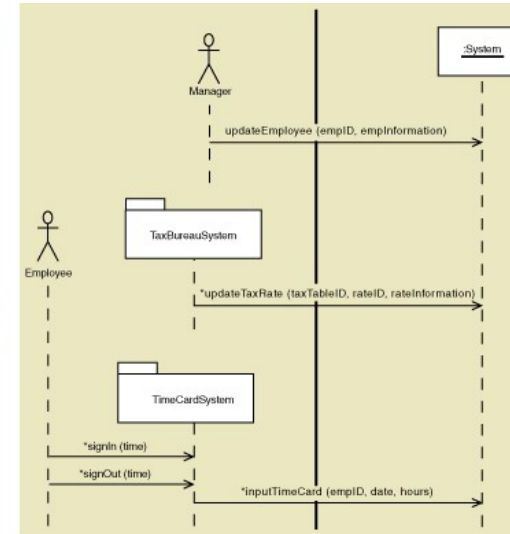 :System
Manager
updateEmployee (empID, empInformation)
TaxBureauSystem
Employee
*updateTaxRate (taxTableID, rateID, rateInformation)
TimeCardSystem
*signIn (time)
*signOut (time)
*inputTimeCard (empID, date, hours)